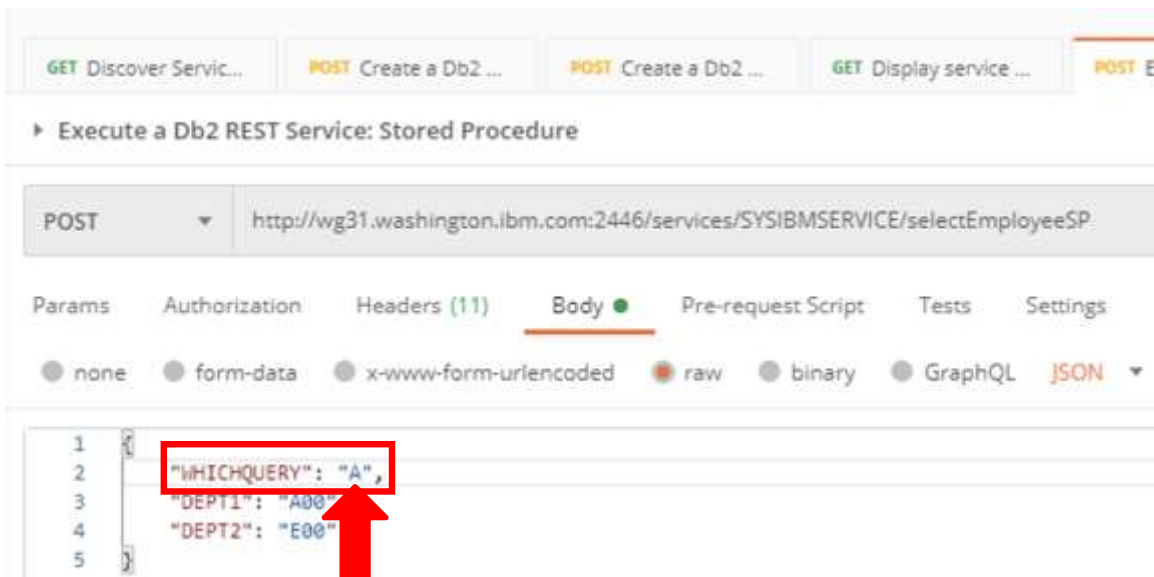 GET Discover Servic... POST Create a Db2 ... POST Create a Db2 ... GET Display service ... POST E
Execute a Db2 REST Service: Stored Procedure
POST http://wg31.washington.ibm.com:2446/services/SYSIBMSERVICE/selectEmployeeSP
Params Authorization Headers (11) Body Pre-request Script Tests Settings
none form-data x-www-form-urlencoded raw binary GraphQL JSON
1 {
2 "WHICHQUERY": "A",
3 "DEPT1": "A00"
4 "DEPT2": "E00"
5 }